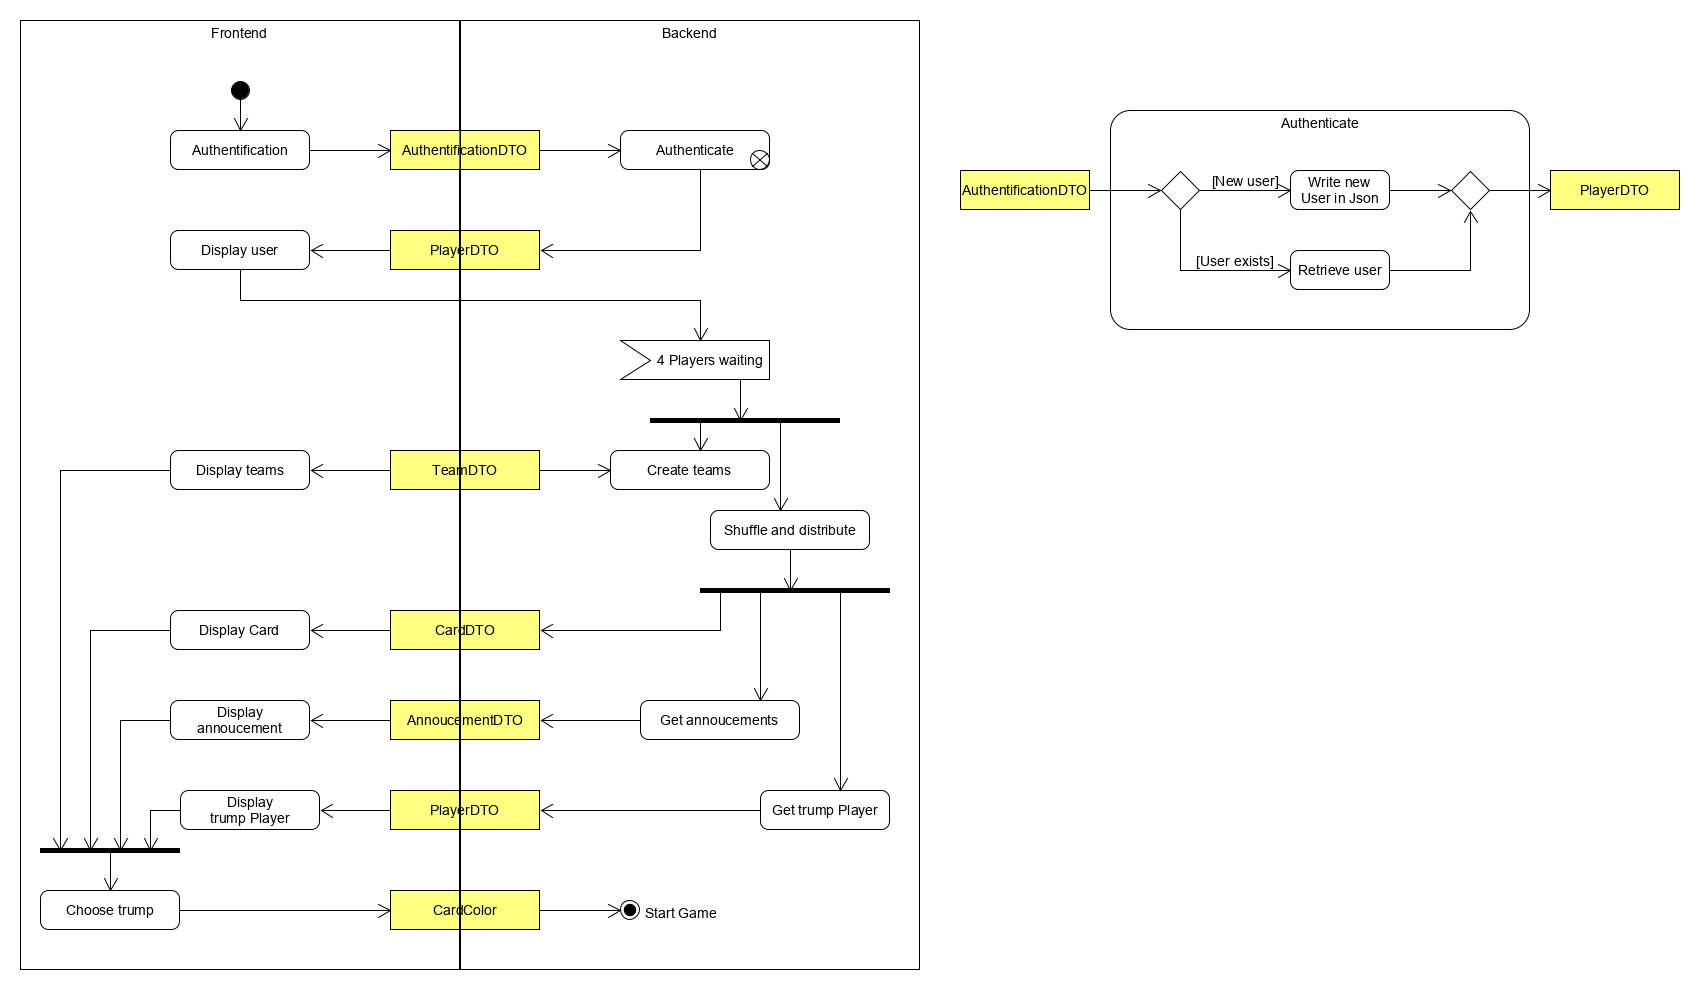 Frontend
Backend
Authentification
AuthentificationDTO
Authenticate
Display user
PlayerDTO
4 Players waiting
Display teams
TeamDTO
Create teams
Shuffle and distribute
Display Card
CardDTO
Display
annoucement
AnnoucementDTO
Get annoucements
Display
trump Player
PlayerDTO
Get trump Player
Choose trump
CardColor
Start Game
Authenticate
AuthentificationDTO
[New user]
Write new
User in Json
PlayerDTO
[User exists]
Retrieve user